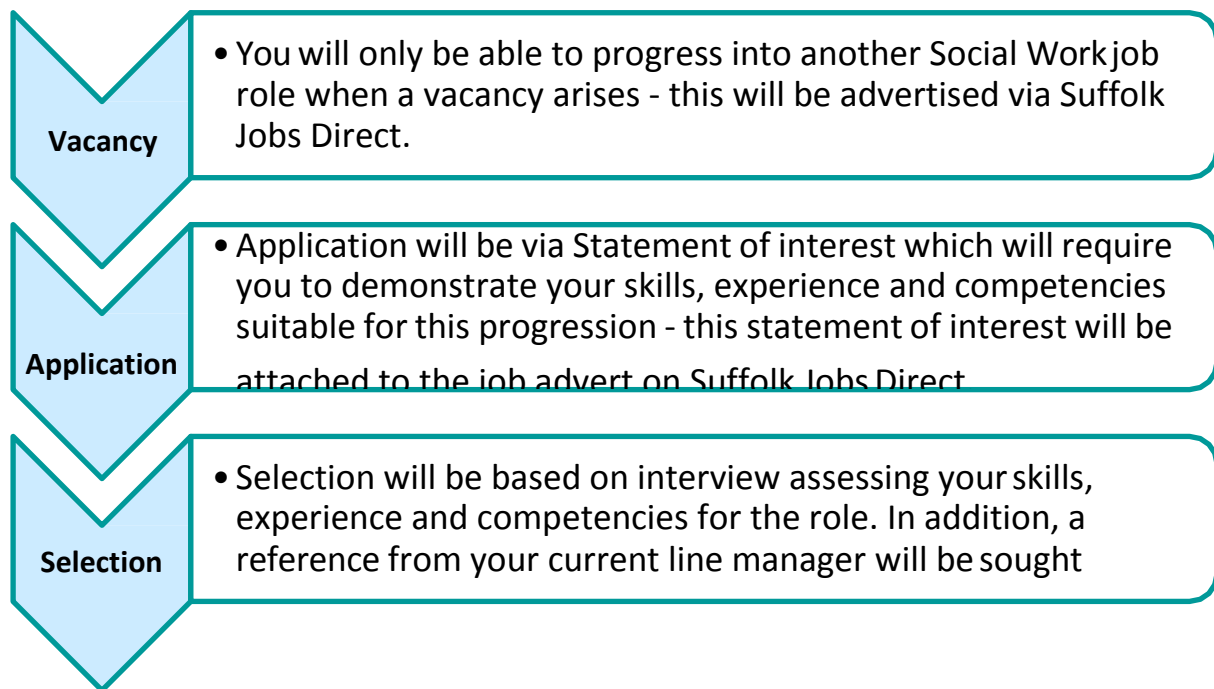 Vacancy
• You will only be able to progress into another Social Work job
role when a vacancy arises - this will be advertised via Suffolk
Jobs Direct.
Application
• Application will be via Statement of interest which will require
you to demonstrate your skills, experience and competencies
suitable for this progression - this statement of interest will be
attached to the job advert on Suffolk Jobs Direct
Selection
• Selection will be based on interview assessing your skills,
experience and competencies for the role. In addition, a
reference from your current line manager will be sought